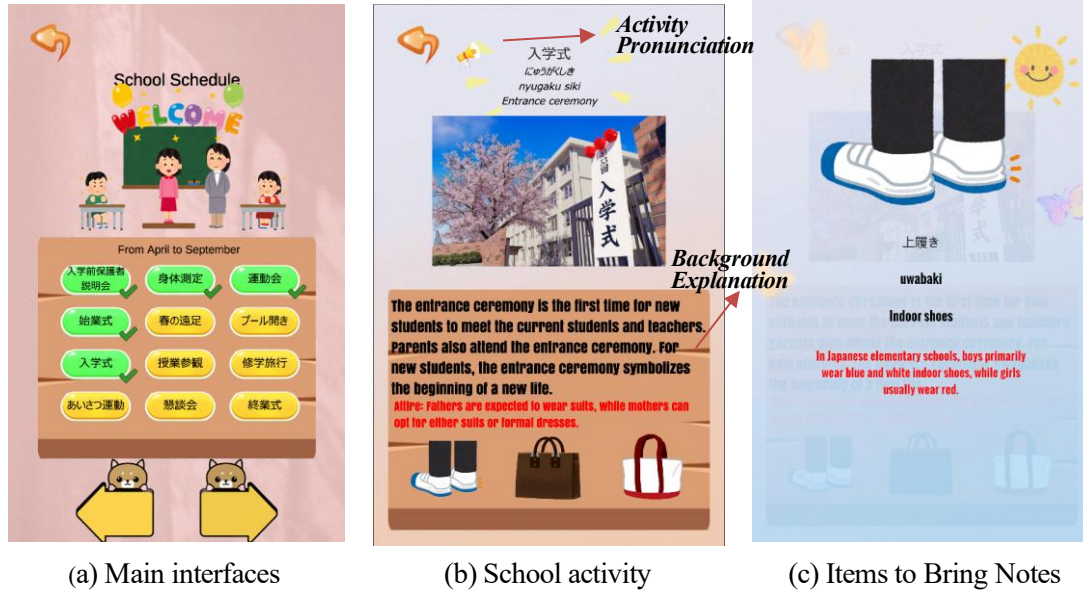 School Schedule
WELCOME
From April to September
入学前保護者
説明会
身体測定
運動会
始業式
春の遠足
プール開き
入学式
授業参観
修学旅行
あいさつ運動
懇談会
終業式
(a) Main interfaces
Activity
Pronunciation
入学式
にゅうがくしき
nyugaku siki
Entrance ceremony
入学式
Background
Explanation
The entrance ceremony is the first time for new
students to meet the current students and teachers.
Parents also attend the entrance ceremony. For
new students, the entrance ceremony symbolizes
the beginning of a new life.
Attire: Fathers are expected to wear suits, while mothers can
opt for either suits or formal dresses.
(b) School activity
入学式
上履き
uwabaki
Indoor shoes
In Japanese elementary schools, boys primarily
wear blue and white indoor shoes, while girls
usually wear red.
(c) Items to Bring Notes